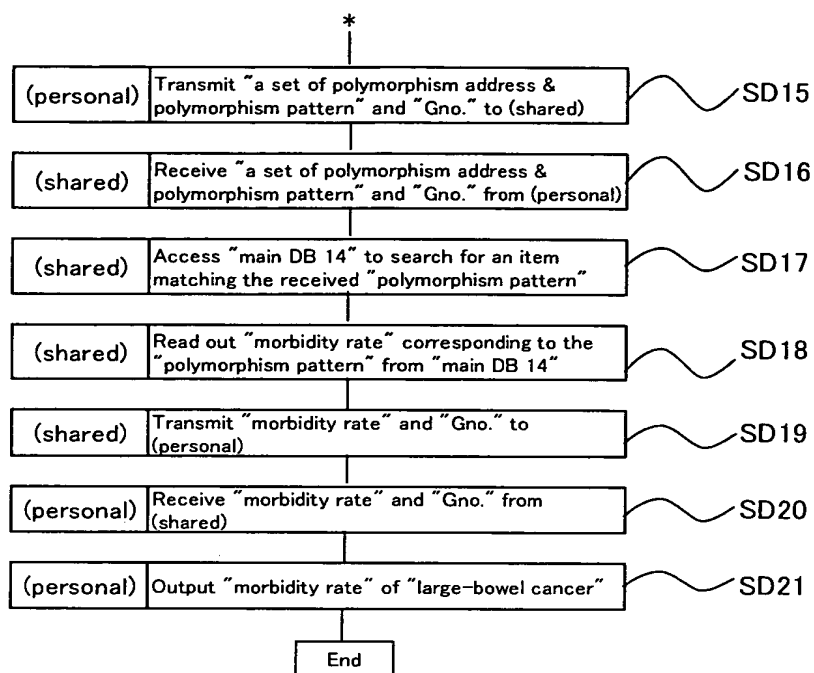 *
(personal) Transmit "a set of polymorphism address &
polymorphism pattern" and "Gno." to (shared)
SD15
(shared) Receive "a set of polymorphism address &
polymorphism pattern" and "Gno." from (personal)
SD16
(shared) Access "main DB 14" to search for an item
matching the received "polymorphism pattern"
SD17
(shared) Read out "morbidity rate" corresponding to the
"polymorphism pattern" from "main DB 14"
SD18
(shared) Transmit "morbidity rate" and "Gno." to
(personal)
SD19
(personal) Receive "morbidity rate" and "Gno." from
(shared)
SD20
(personal) Output "morbidity rate" of "large-bowel cancer"
SD21
End